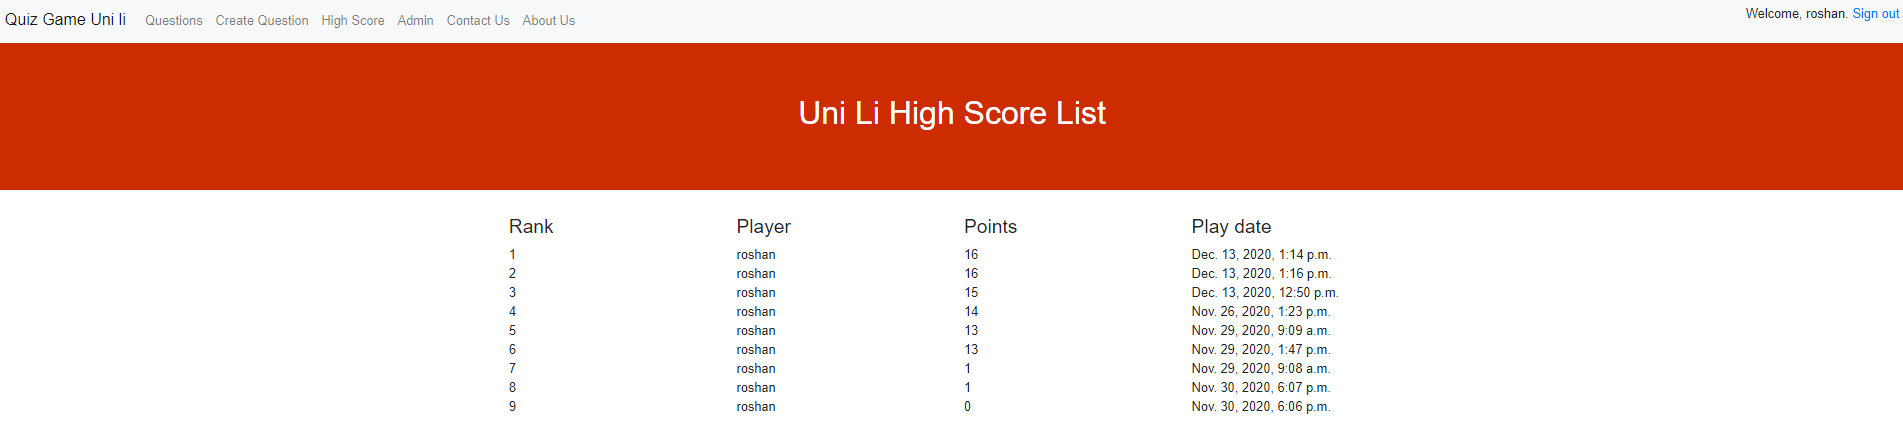 Quiz Game Uni li Questions Create Question High Score Admin Contact Us About Us Welcome, roshan. Sign out
Uni Li High Score List
Rank Player Points Play date
1 roshan 16 Dec. 13, 2020, 1:14 p.m.
2 roshan 16 Dec. 13, 2020, 1:16 p.m.
3 roshan 15 Dec. 13, 2020, 12:50 p.m.
4 roshan 14 Nov. 26, 2020, 1:23 p.m.
5 roshan 13 Nov. 29, 2020, 9:09 a.m.
6 roshan 13 Nov. 29, 2020, 1:47 p.m.
7 roshan 1 Nov. 29, 2020, 9:08 a.m.
8 roshan 1 Nov. 30, 2020, 6:07 p.m.
9 roshan 0 Nov. 30, 2020, 6:06 p.m.